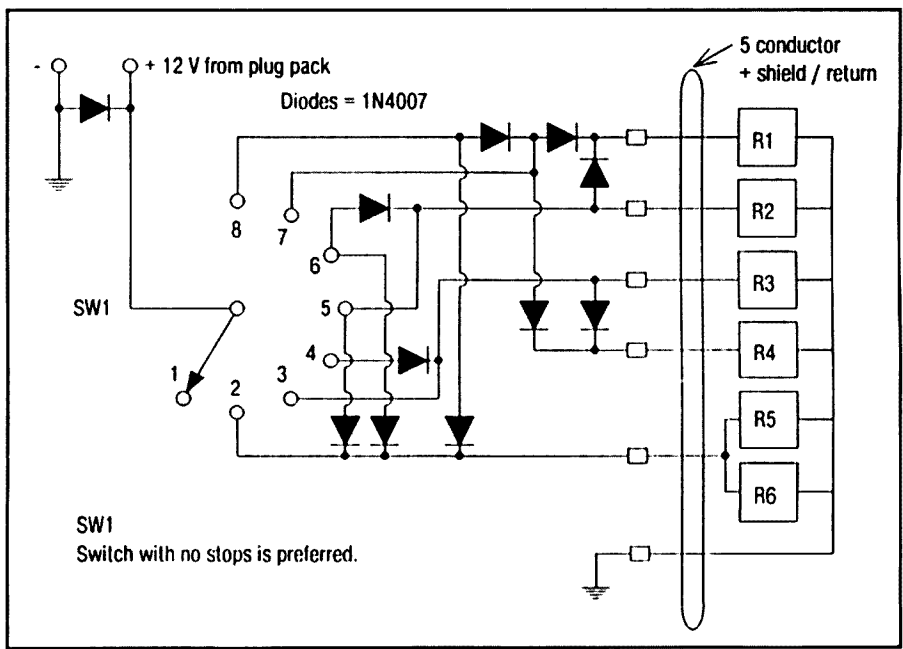 - + 12 V from plug pack
Diodes = 1N4007
5 conductor
+ shield / return
R1
R2
R3
R4
R5
R6
8
7
6
5
4
3
2
1
SW1
SW1
Switch with no stops is preferred.